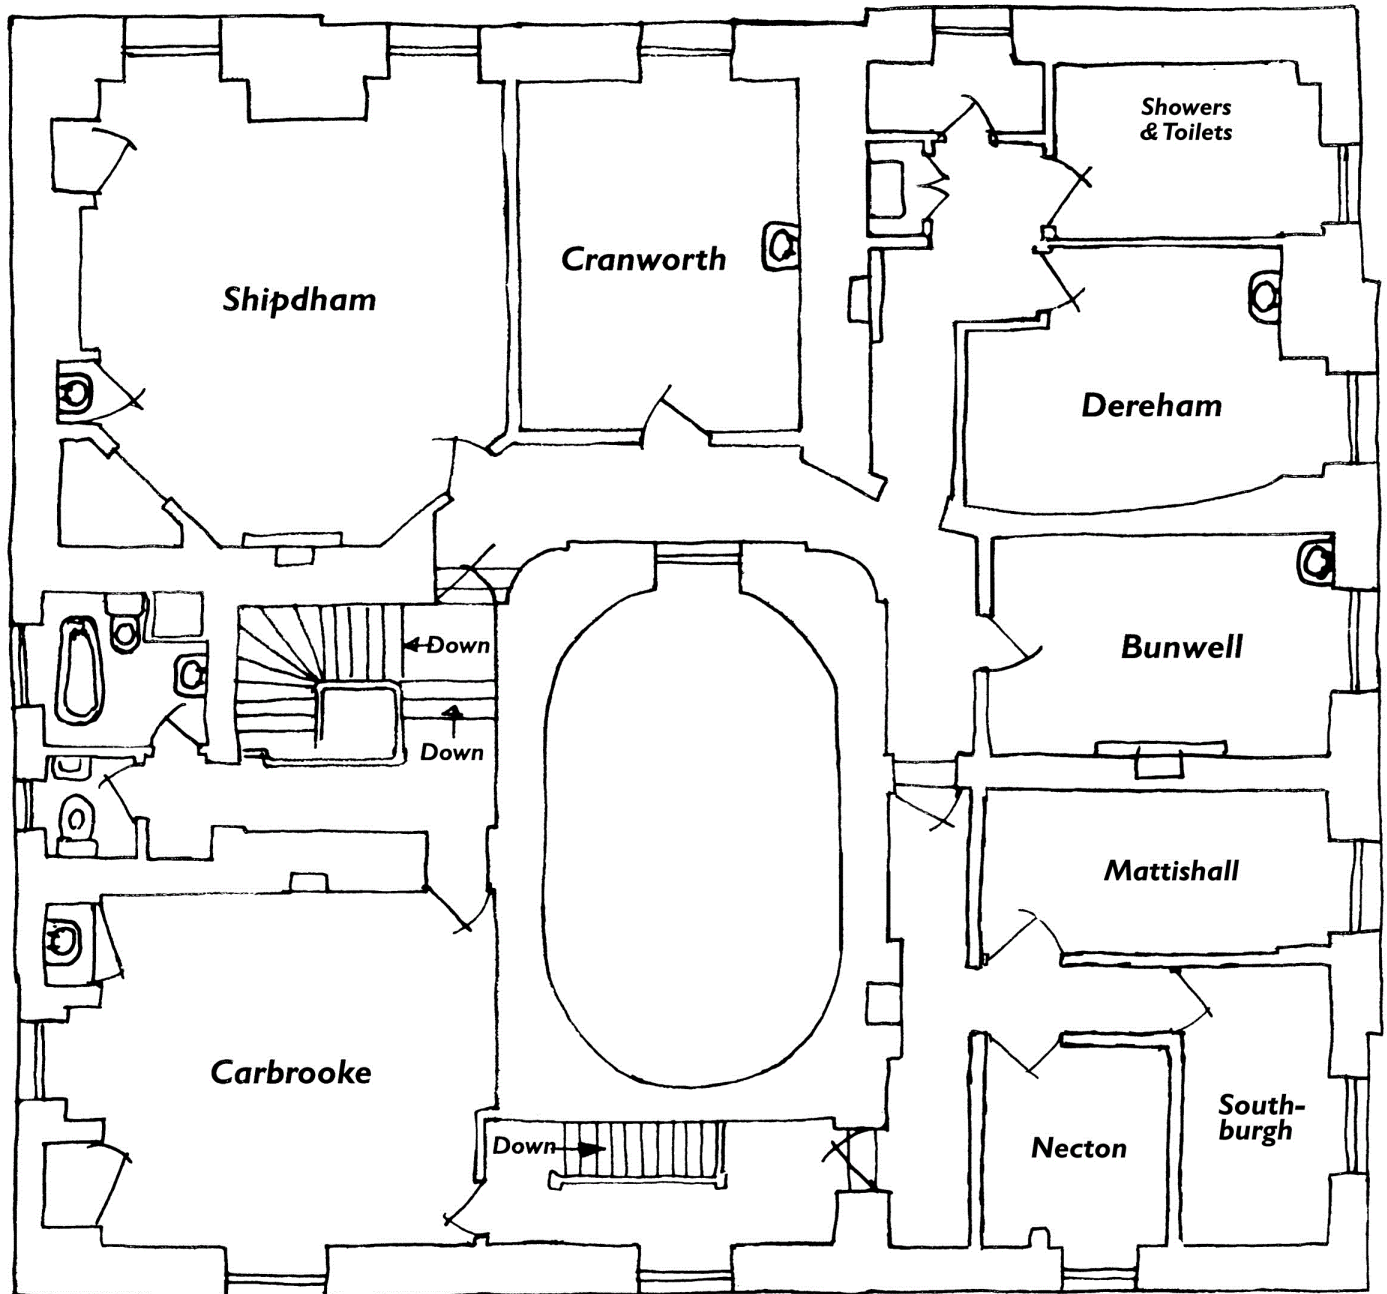 Showers
& Toilets
Cranworth
Shipdham
Dereham
Down
Bunwell
Down
Mattishall
Carbrooke
South-
burgh
Down
Necton